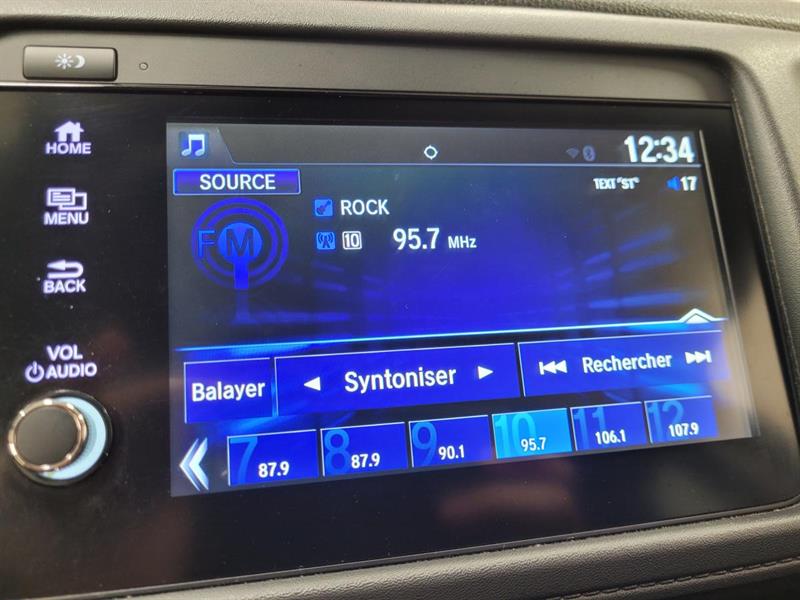 HOME
MENU
BACK
VOL
AUDIO
12:34
SOURCE
TEXT "ST"
17
FM
ROCK
10
95.7 MHz
Balayer
Syntoniser
Rechercher
7 87.9
8 87.9
9 90.1
10 95.7
11 106.1
12 107.9